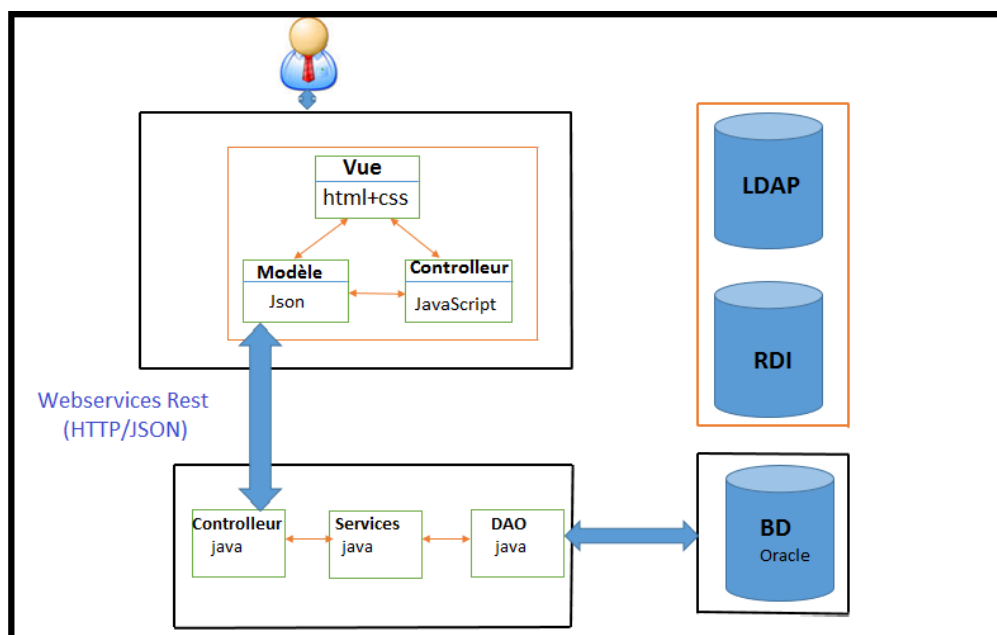 Vue
html+css
Modèle
Json
Controlleur
JavaScript
LDAP
RDI
Webservices Rest
(HTTP/JSON)
Controlleur
java
Services
java
DAO
java
BD
Oracle